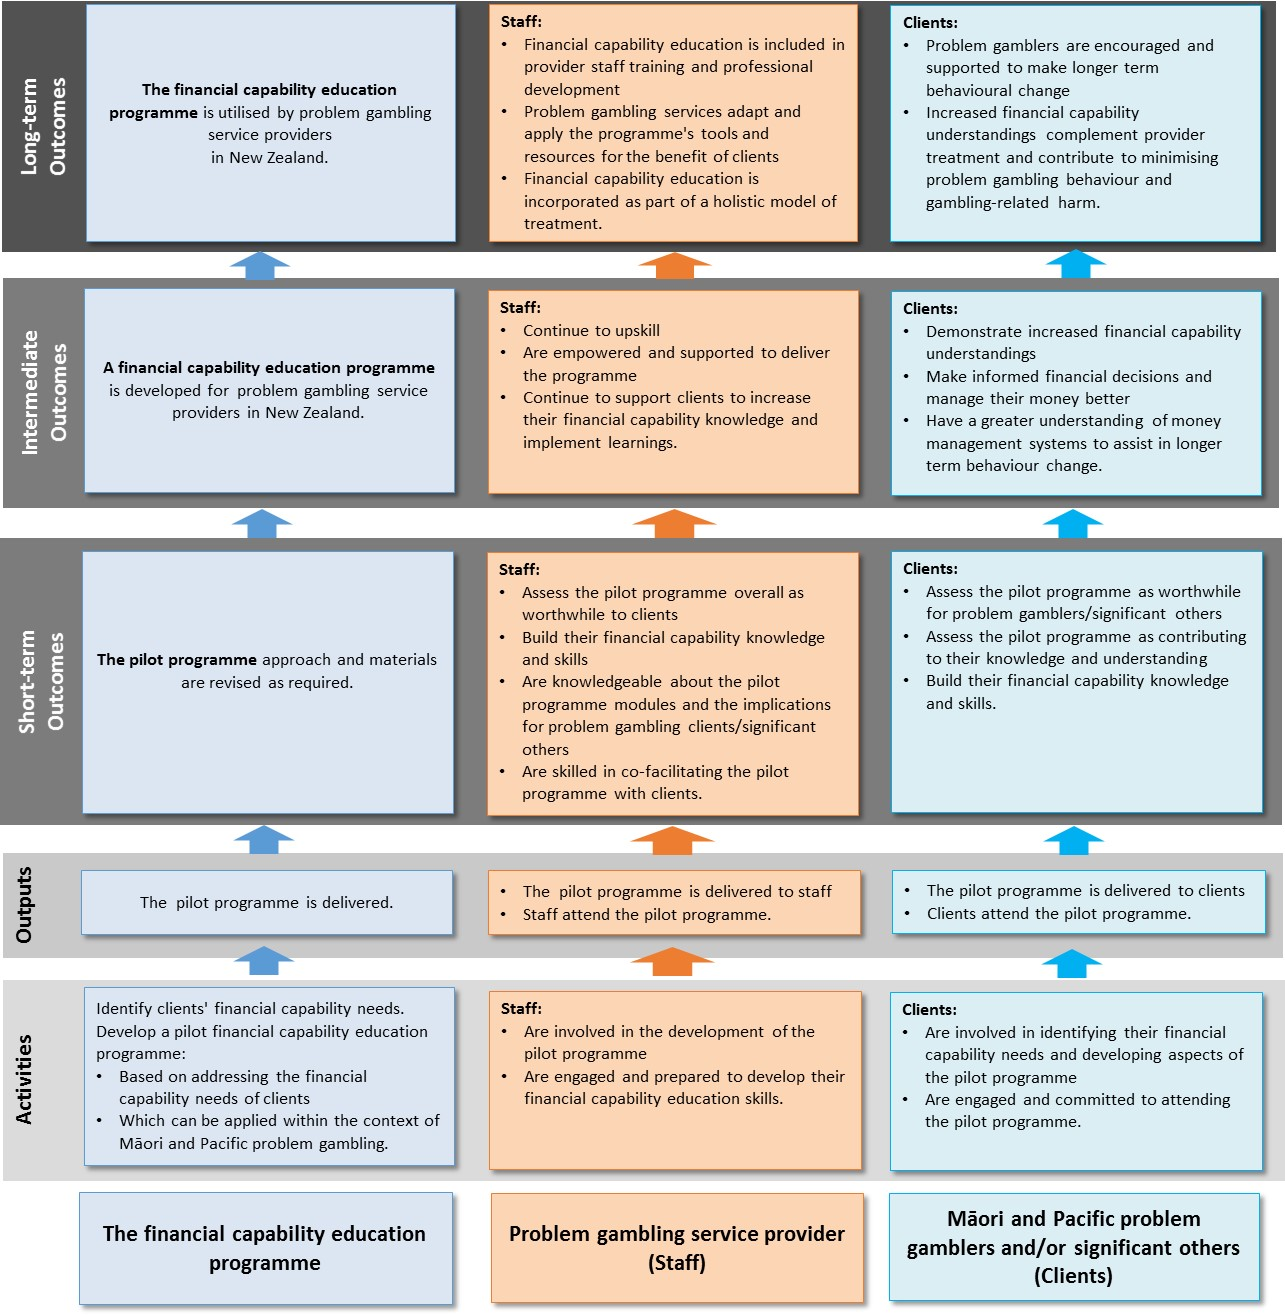 Long-term
Outcomes
The financial capability education
programme is utilised by problem gambling
service providers
in New Zealand.
Staff:
• Financial capability education is included in
provider staff training and professional
development
• Problem gambling services adapt and
apply the programme's tools and
resources for the benefit of clients
• Financial capability education is
incorporated as part of a holistic model of
treatment.
Clients:
• Problem gamblers are encouraged and
supported to make longer term
behavioural change
• Increased financial capability
understandings complement provider
treatment and contribute to minimising
problem gambling behaviour and
gambling-related harm.
Intermediate
Outcomes
A financial capability education programme
is developed for problem gambling service
providers in New Zealand.
Staff:
• Continue to upskill
• Are empowered and supported to deliver
the programme
• Continue to support clients to increase
their financial capability knowledge and
implement learnings.
Clients:
• Demonstrate increased financial capability
understandings
• Make informed financial decisions and
manage their money better
• Have a greater understanding of money
management systems to assist in longer
term behaviour change.
Short-term
Outcomes
The pilot programme approach and materials
are revised as required.
Staff:
• Assess the pilot programme overall as
worthwhile to clients
• Build their financial capability knowledge
and skills
• Are knowledgeable about the pilot
programme modules and the implications
for problem gambling clients/significant
others
• Are skilled in co-facilitating the pilot
programme with clients.
Clients:
• Assess the pilot programme as worthwhile
for problem gamblers/significant others
• Assess the pilot programme as contributing
to their knowledge and understanding
• Build their financial capability knowledge
and skills.
Outputs
The pilot programme is delivered.
• The pilot programme is delivered to staff
• Staff attend the pilot programme.
• The pilot programme is delivered to clients
• Clients attend the pilot programme.
Activities
Identify clients' financial capability needs.
Develop a pilot financial capability education
programme:
• Based on addressing the financial
capability needs of clients
• Which can be applied within the context of
Māori and Pacific problem gambling.
Staff:
• Are involved in the development of the
pilot programme
• Are engaged and prepared to develop their
financial capability education skills.
Clients:
• Are involved in identifying their financial
capability needs and developing aspects of
the pilot programme
• Are engaged and committed to attending
the pilot programme.
The financial capability education
programme
Problem gambling service provider
(Staff)
Māori and Pacific problem
gamblers and/or significant others
(Clients)